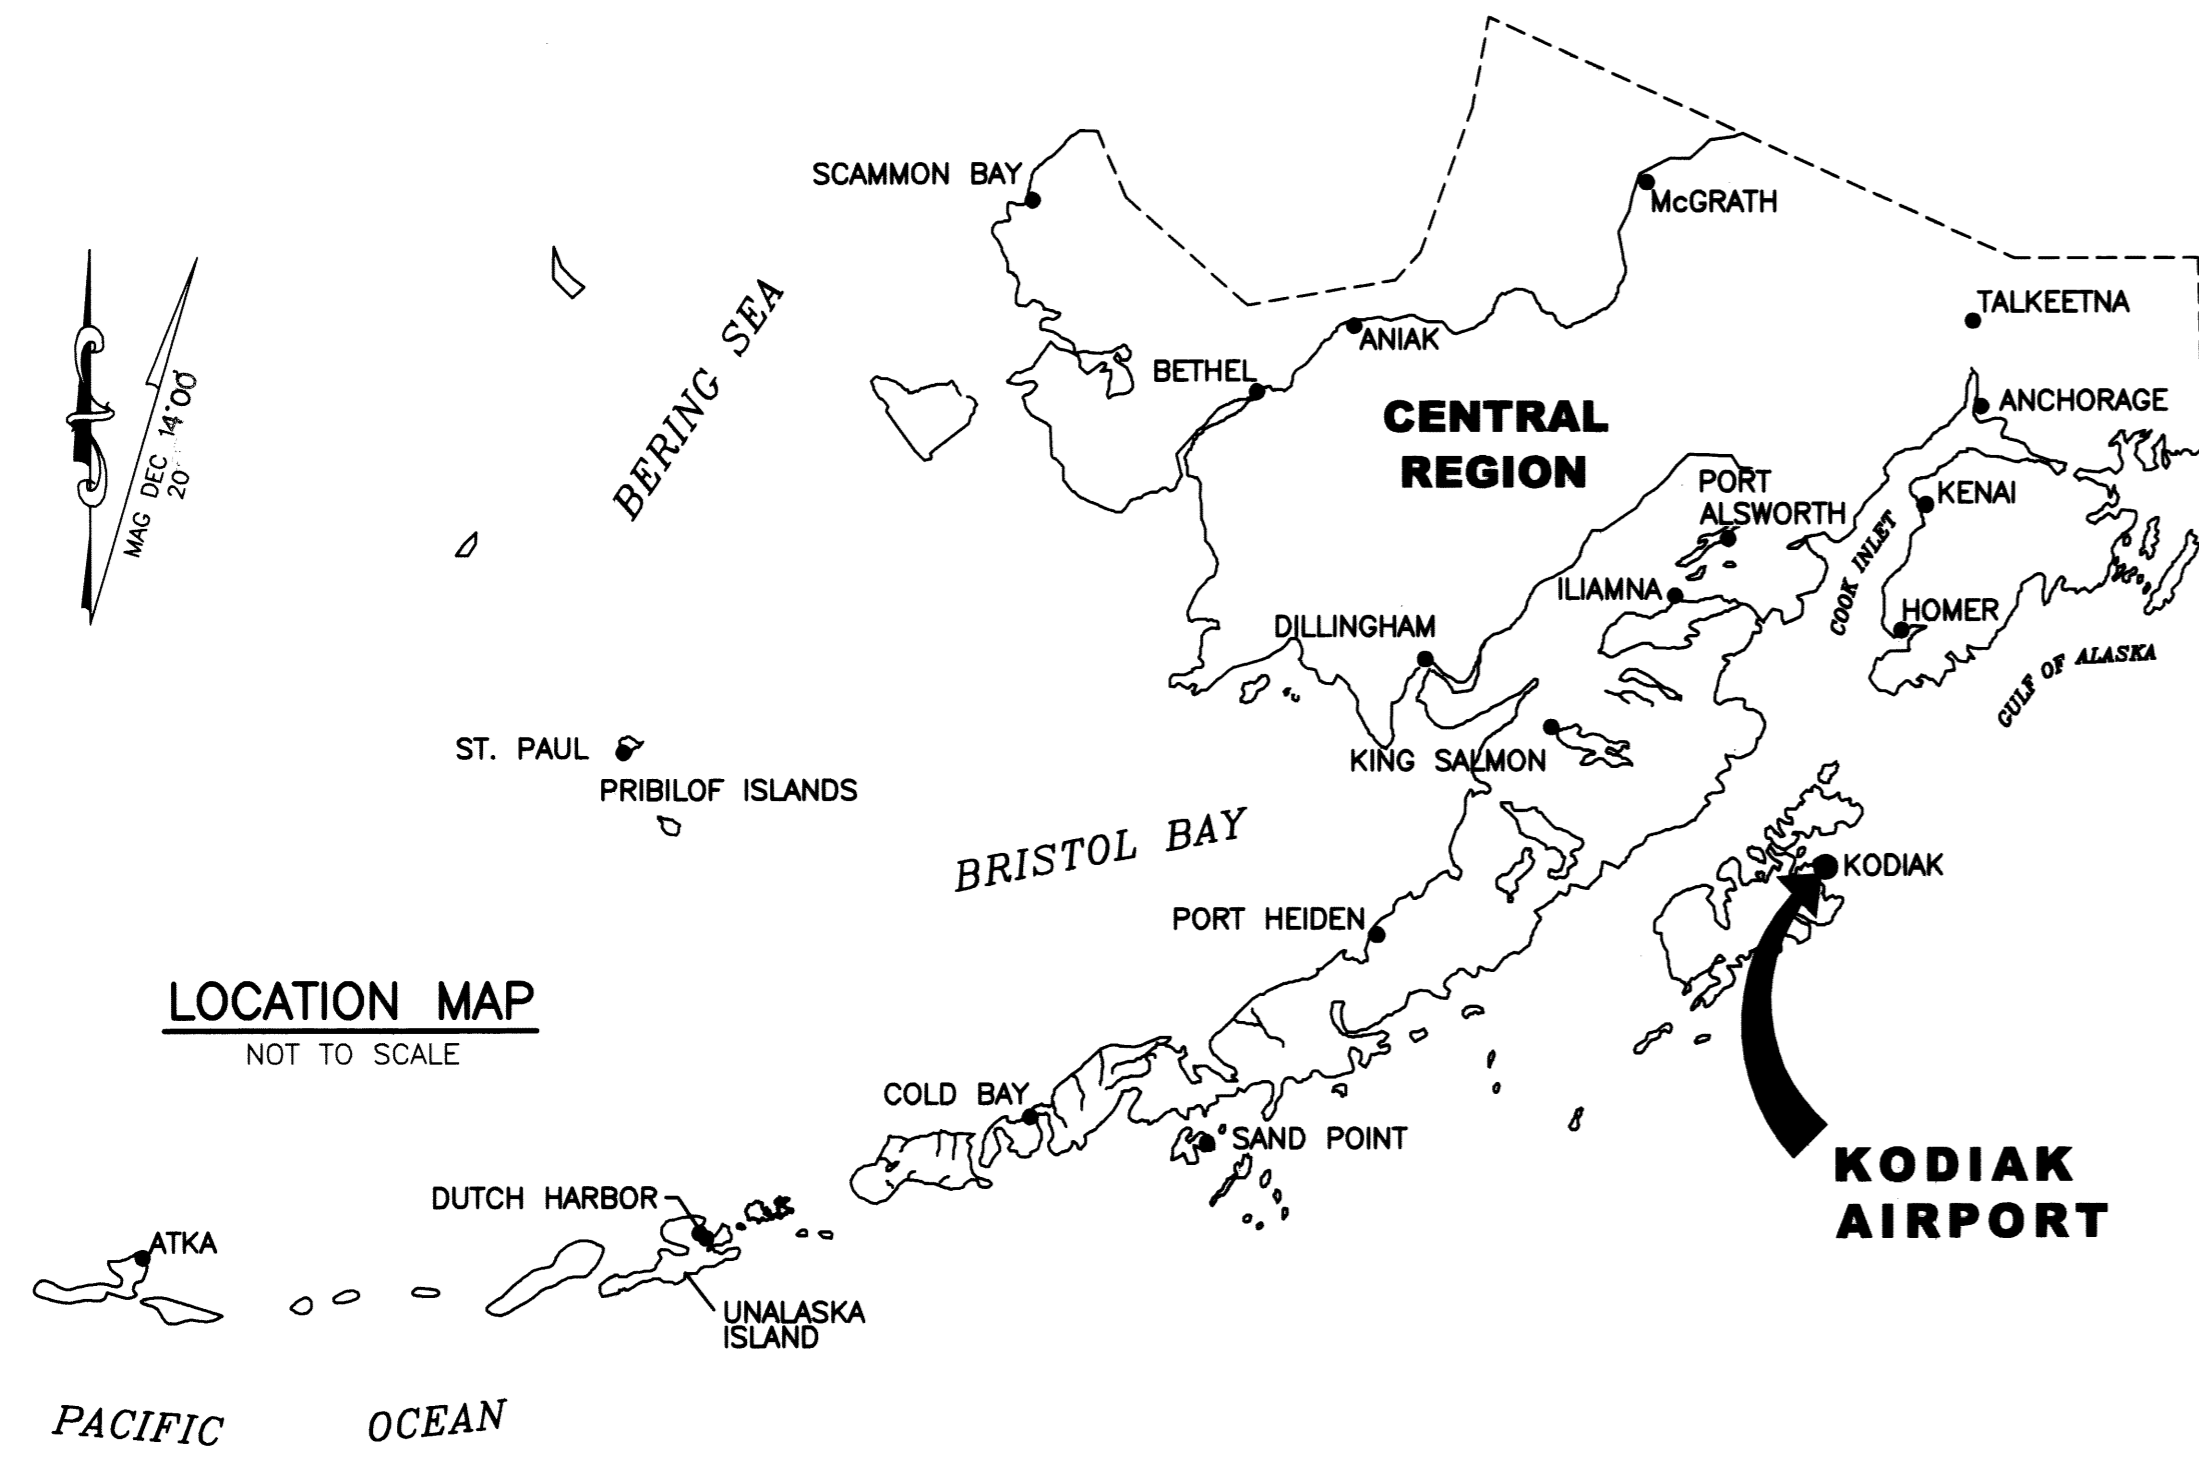 SCAMMON BAY
McGRATH
TALKEETNA
ANIAK
BETHEL
ANCHORAGE
CENTRAL
REGION
BERING SEA
MAG DEC 14°00'
20
PORT
ALSWORTH
KENAI
COOK INLET
ILIAMNA
HOMER
DILLINGHAM
GULF OF ALASKA
ST. PAUL
PRIBILOF ISLANDS
KING SALMON
BRISTOL BAY
KODIAK
PORT HEIDEN
LOCATION MAP
NOT TO SCALE
COLD BAY
SAND POINT
KODIAK
AIRPORT
DUTCH HARBOR
ATKA
UNALASKA
ISLAND
PACIFIC OCEAN